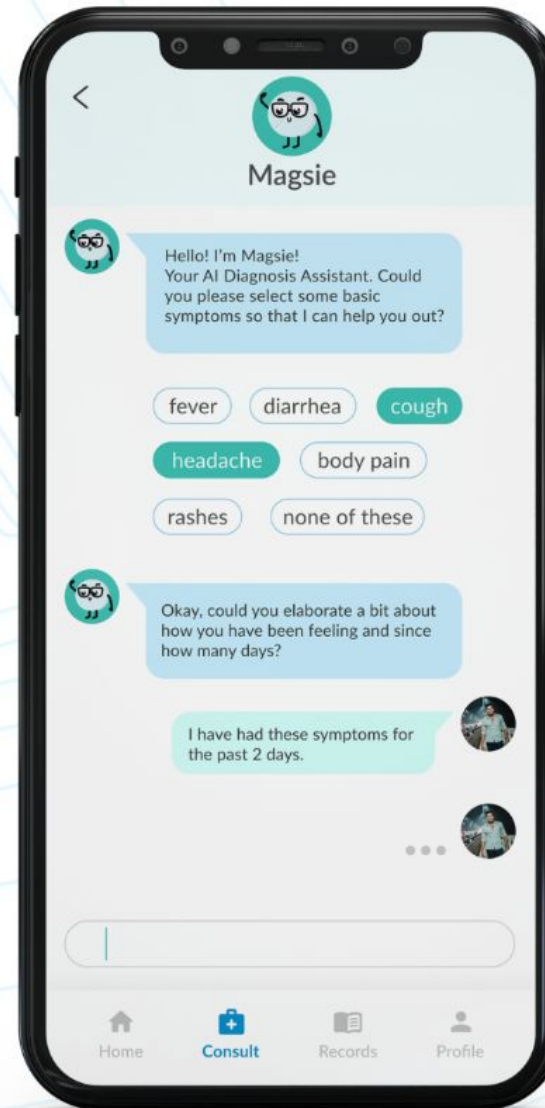 Magsie
Hello! I'm Magsie!
Your AI Diagnosis Assistant. Could
you please select some basic
symptoms so that I can help you out?
fever diarrhea cough
headache body pain
rashes none of these
Okay, could you elaborate a bit about
how you have been feeling and since
how many days?
I have had these symptoms for
the past 2 days.
Home Consult Records Profile